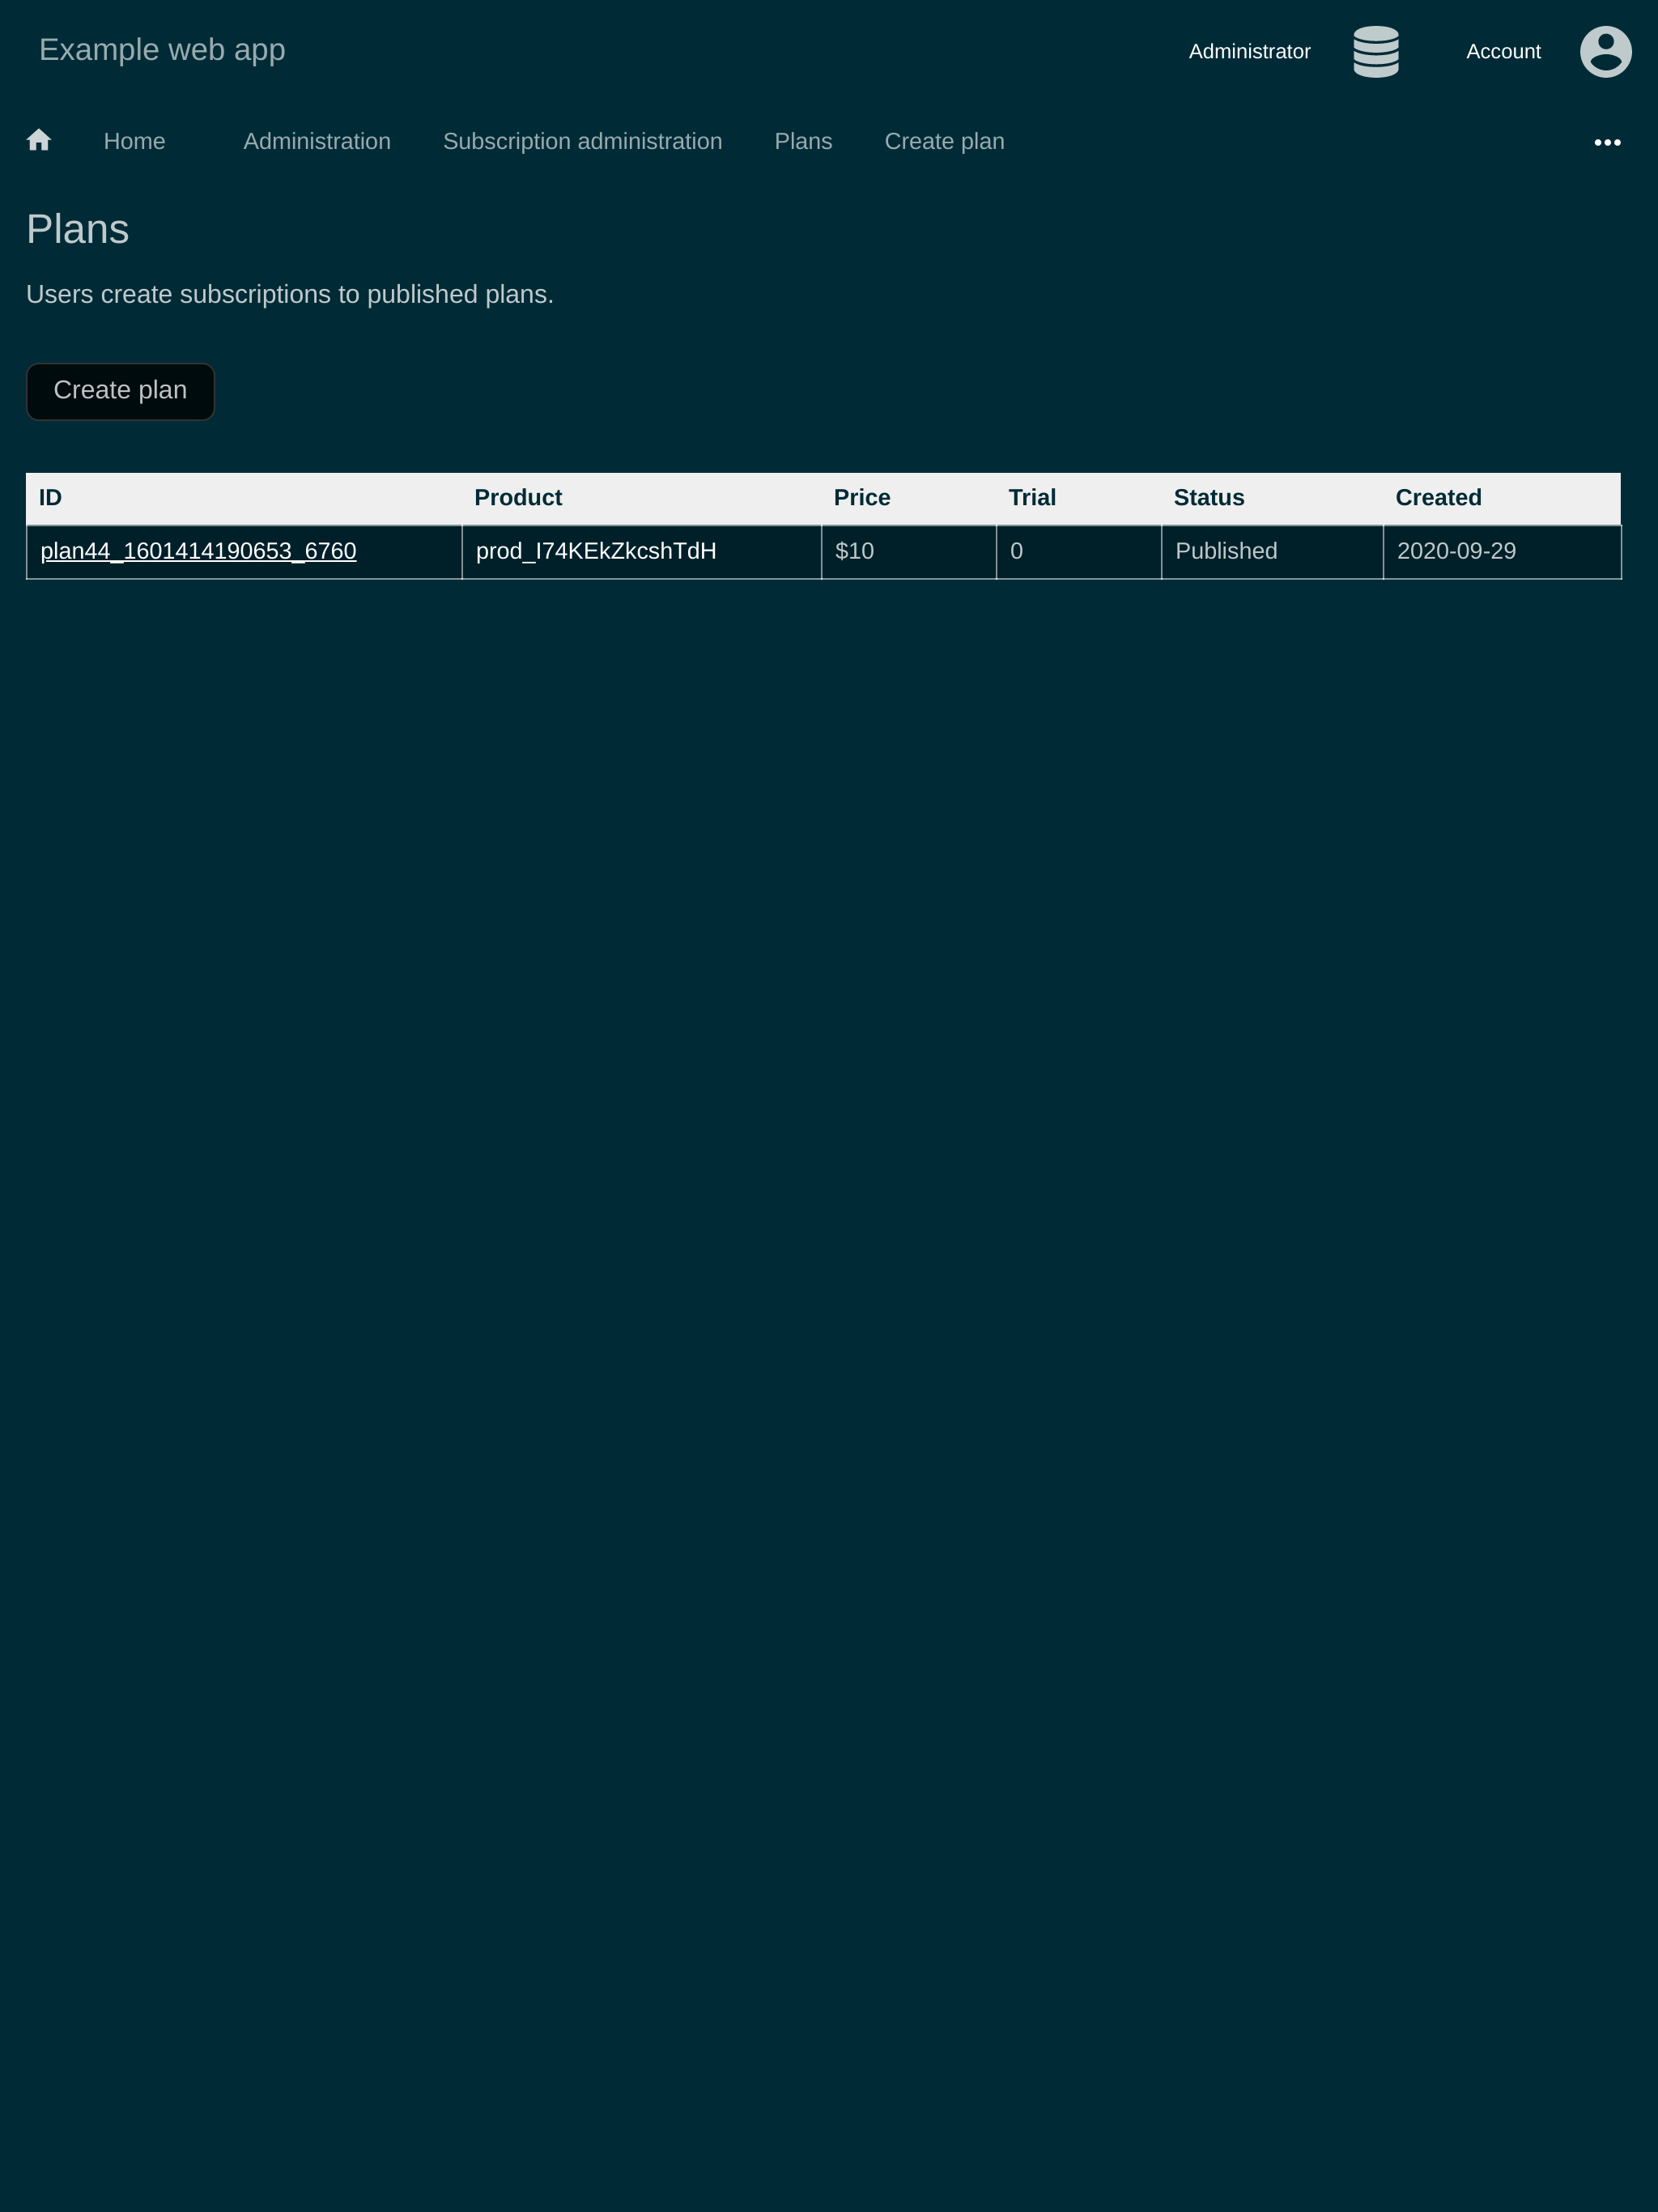 Example web app Administrator Account
Home Administration Subscription administration Plans Create plan
Plans
Users create subscriptions to published plans.
Create plan
ID Product Price Trial Status Created
plan44_1601414190653_6760 prod_I74KEkZkcshTdH $10 0 Published 2020-09-29